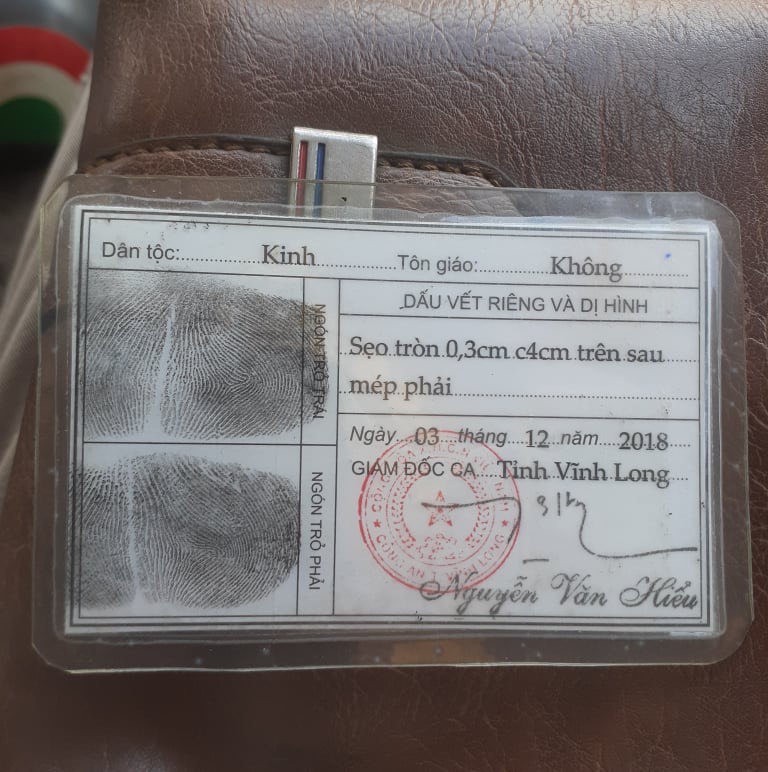 Dân tộc: Kinh Tôn giáo: Không
NGÓN TRỎ TRÁI
NGÓN TRỎ PHẢI
DẤU VẾT RIÊNG VÀ DỊ HÌNH
Sẹo tròn 0,3cm c4cm trên sau
mép phải
Ngày 03 tháng 12 năm 2018
GIÁM ĐỐC CA Tỉnh Vĩnh Long
Nguyễn Văn Hiểu